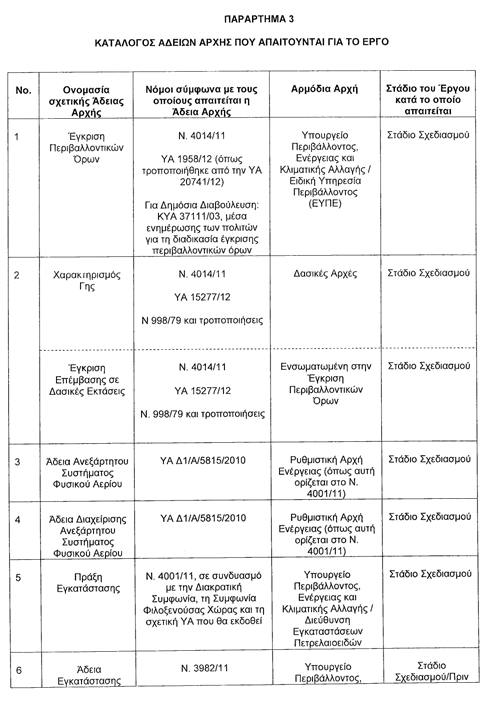 ΠΑΡΑΡΤΗΜΑ 3
ΚΑΤΑΛΟΓΟΣ ΑΔΕΙΩΝ ΑΡΧΗΣ ΠΟΥ ΑΠΑΙΤΟΥΝΤΑΙ ΓΙΑ ΤΟ ΕΡΓΟ
No.
Ονομασία
σχετικής Άδειας
Αρχής
Νόμοι σύμφωνα με τους
οποίους απαιτείται η
Άδεια Αρχής
Αρμόδια Αρχή
Στάδιο του Έργου
κατά το οποίο
απαιτείται
1
Έγκριση
Περιβαλλοντικών
Όρων
Ν. 4014/11
ΥΑ 1958/12 (όπως
τροποποιήθηκε από την ΥΑ
20741/12)
Για Δημόσια Διαβούλευση:
ΚΥΑ 37111/03, μέσα
ενημέρωσης των πολιτών
για τη διαδικασία έγκρισης
περιβαλλοντικών όρων
Υπουργείο
Περιβάλλοντος,
Ενέργειας και
Κλιματικής Αλλαγής /
Ειδική Υπηρεσία
Περιβάλλοντος
(ΕΥΠΕ)
Στάδιο Σχεδιασμού
2
Χαρακτηρισμός
Γης
Ν. 4014/11
ΥΑ 15277/12
Ν 998/79 και τροποποιήσεις
Δασικές Αρχές
Στάδιο Σχεδιασμού
Έγκριση
Επέμβασης σε
Δασικές Εκτάσεις
Ν. 4014/11
ΥΑ 15277/12
Ν. 998/79 και τροποποιήσεις
Ενσωματωμένη στην
Έγκριση
Περιβαλλοντικών
Όρων
Στάδιο Σχεδιασμού
3
Άδεια Ανεξάρτητου
Συστήματος
Φυσικού Αερίου
ΥΑ Δ1/Α/5815/2010
Ρυθμιστική Αρχή
Ενέργειας (όπως αυτή
ορίζεται στο Ν.
4001/11)
Στάδιο Σχεδιασμού
4
Άδεια Διαχείρισης
Ανεξάρτητου
Συστήματος
Φυσικού Αερίου
ΥΑ Δ1/Α/5815/2010
Ρυθμιστική Αρχή
Ενέργειας (όπως αυτή
ορίζεται στο Ν.
4001/11)
Στάδιο Σχεδιασμού
5
Πράξη
Εγκατάστασης
Ν. 4001/11, σε συνδυασμό
με την Διακρατική
Συμφωνία, τη Συμφωνία
Φιλοξενούσας Χώρας και τη
σχετική ΥΑ που θα εκδοθεί
Υπουργείο
Περιβάλλοντος,
Ενέργειας και
Κλιματικής Αλλαγής /
Διεύθυνση
Εγκαταστάσεων
Πετρελαιοειδών
Στάδιο Σχεδιασμού
6
Άδεια
Εγκατάστασης
Ν. 3982/11
Υπουργείο
Περιβάλλοντος,
Στάδιο
Σχεδιασμού/Πριν